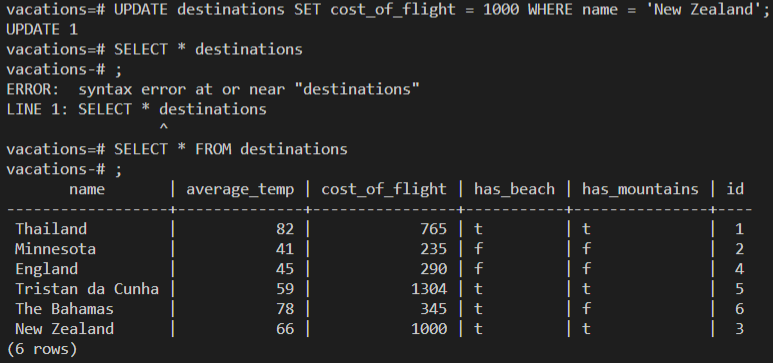 vacations=# UPDATE destinations SET cost_of_flight = 1000 WHERE name = 'New Zealand';
UPDATE 1
vacations=# SELECT * destinations
vacations-# ;
ERROR:  syntax error at or near "destinations"
LINE 1: SELECT * destinations
                 ^
vacations=# SELECT * FROM destinations
vacations-# ;
       name       | average_temp | cost_of_flight | has_beach | has_mountains | id
------------------+--------------+----------------+-----------+---------------+----
 Thailand         |           82 |            765 | t         | t             |  1
 Minnesota        |           41 |            235 | f         | f             |  2
 England          |           45 |            290 | f         | f             |  4
 Tristan da Cunha |           59 |           1304 | t         | t             |  5
 The Bahamas      |           78 |            345 | t         | f             |  6
 New Zealand      |           66 |           1000 | t         | t             |  3
(6 rows)